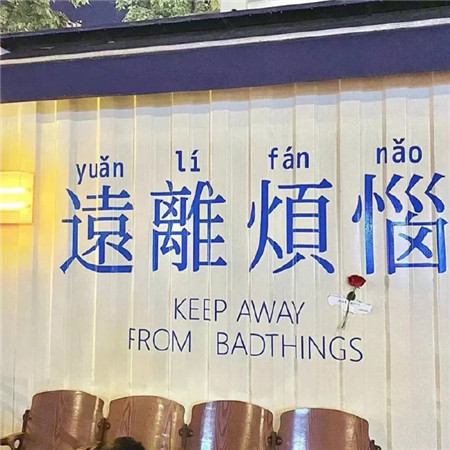 yuǎn lí fán nǎo
遠離煩惱
KEEP AWAY
FROM BADTHINGS